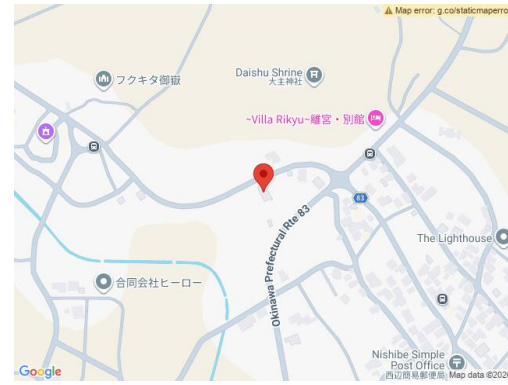 Map error: g.co/staticmaperro
Daishu Shrine
大主神社
フクキタ御嶽
~Villa Rikyu~離宮・別館
83
Okinawa Prefectural Rte 83
The Lighthouse
合同会社ヒーロー
Nishibe Simple
Post Office
西辺簡易郵便局
Google
Map data ©2026